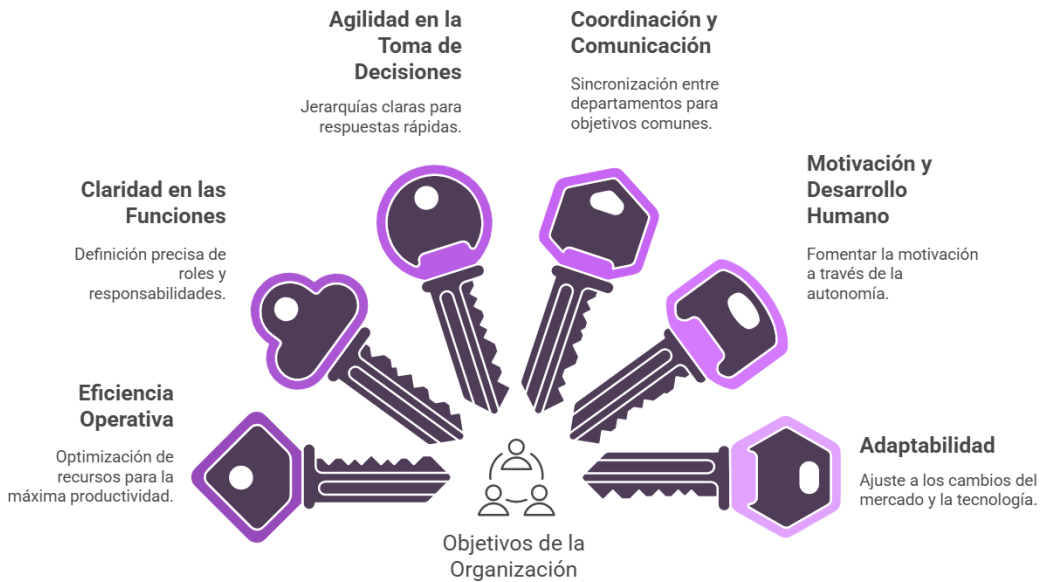 Agilidad en la
Toma de
Decisiones
Jerarquías claras para
respuestas rápidas.
Coordinación y
Comunicación
Sincronización entre
departamentos para
objetivos comunes.
Claridad en las
Funciones
Definición precisa de
roles y
responsabilidades.
Motivación y
Desarrollo
Humano
Fomentar la motivación
a través de la
autonomía.
Eficiencia
Operativa
Optimización de
recursos para la
máxima productividad.
Adaptabilidad
Ajuste a los cambios del
mercado y la tecnología.
Objetivos de la
Organización